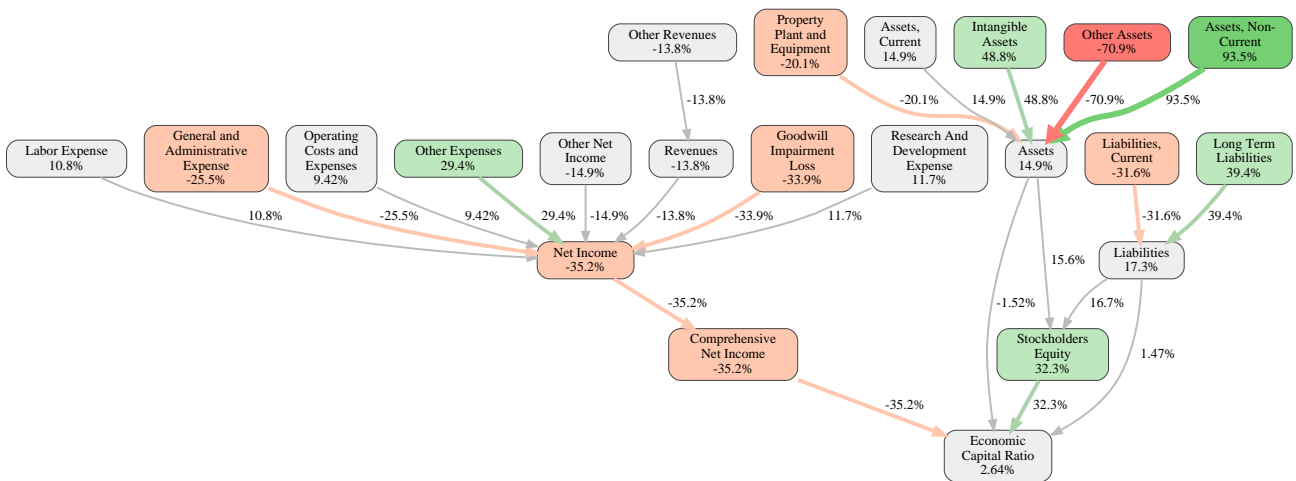 Other Revenues
-13.8%
Property
Plant and
Equipment
-20.1%
Assets,
Current
14.9%
Intangible
Assets
48.8%
Other Assets
-70.9%
Assets, Non-
Current
93.5%
-13.8%
-20.1%
14.9%
48.8%
-70.9%
93.5%
Labor Expense
10.8%
General and
Administrative
Expense
-25.5%
Operating
Costs and
Expenses
9.42%
Other Expenses
29.4%
Other Net
Income
-14.9%
Revenues
-13.8%
Goodwill
Impairment
Loss
-33.9%
Research And
Development
Expense
11.7%
Assets
14.9%
Liabilities,
Current
-31.6%
Long Term
Liabilities
39.4%
10.8%
-25.5%
9.42%
29.4%
-14.9%
-13.8%
-33.9%
11.7%
-31.6%
39.4%
Net Income
-35.2%
15.6%
Liabilities
17.3%
-35.2%
-1.52%
16.7%
Comprehensive
Net Income
-35.2%
Stockholders
Equity
32.3%
1.47%
-35.2%
32.3%
Economic
Capital Ratio
2.64%